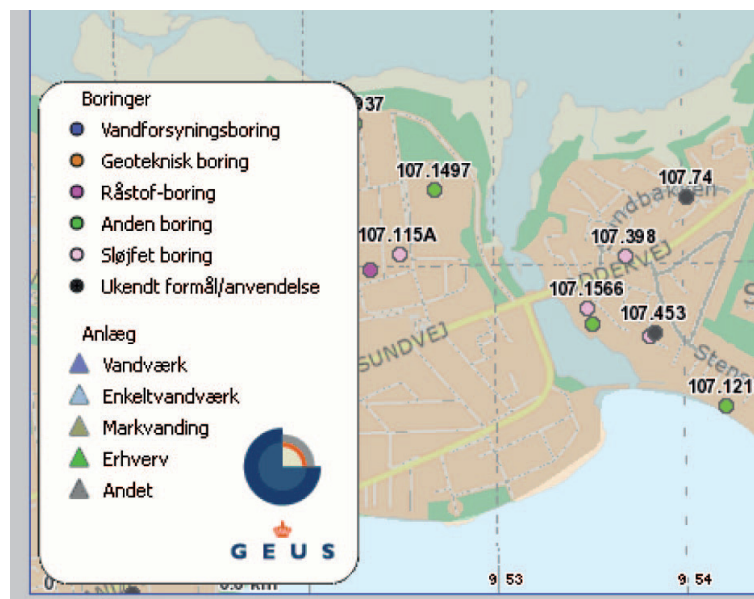 Boringer
Vandforsyningsboring
Geoteknisk boring
Råstof-boring
Anden boring
Sløjfet boring
Ukendt formål/anvendelse
Anlæg
Vandværk
Enkeltvandværk
Markvanding
Erhverv
Andet
GEUS
37
107.1497
107.74
107.115A
107.398
107.1566
107.453
SUNDVEJ
107.121
9 53
9 54